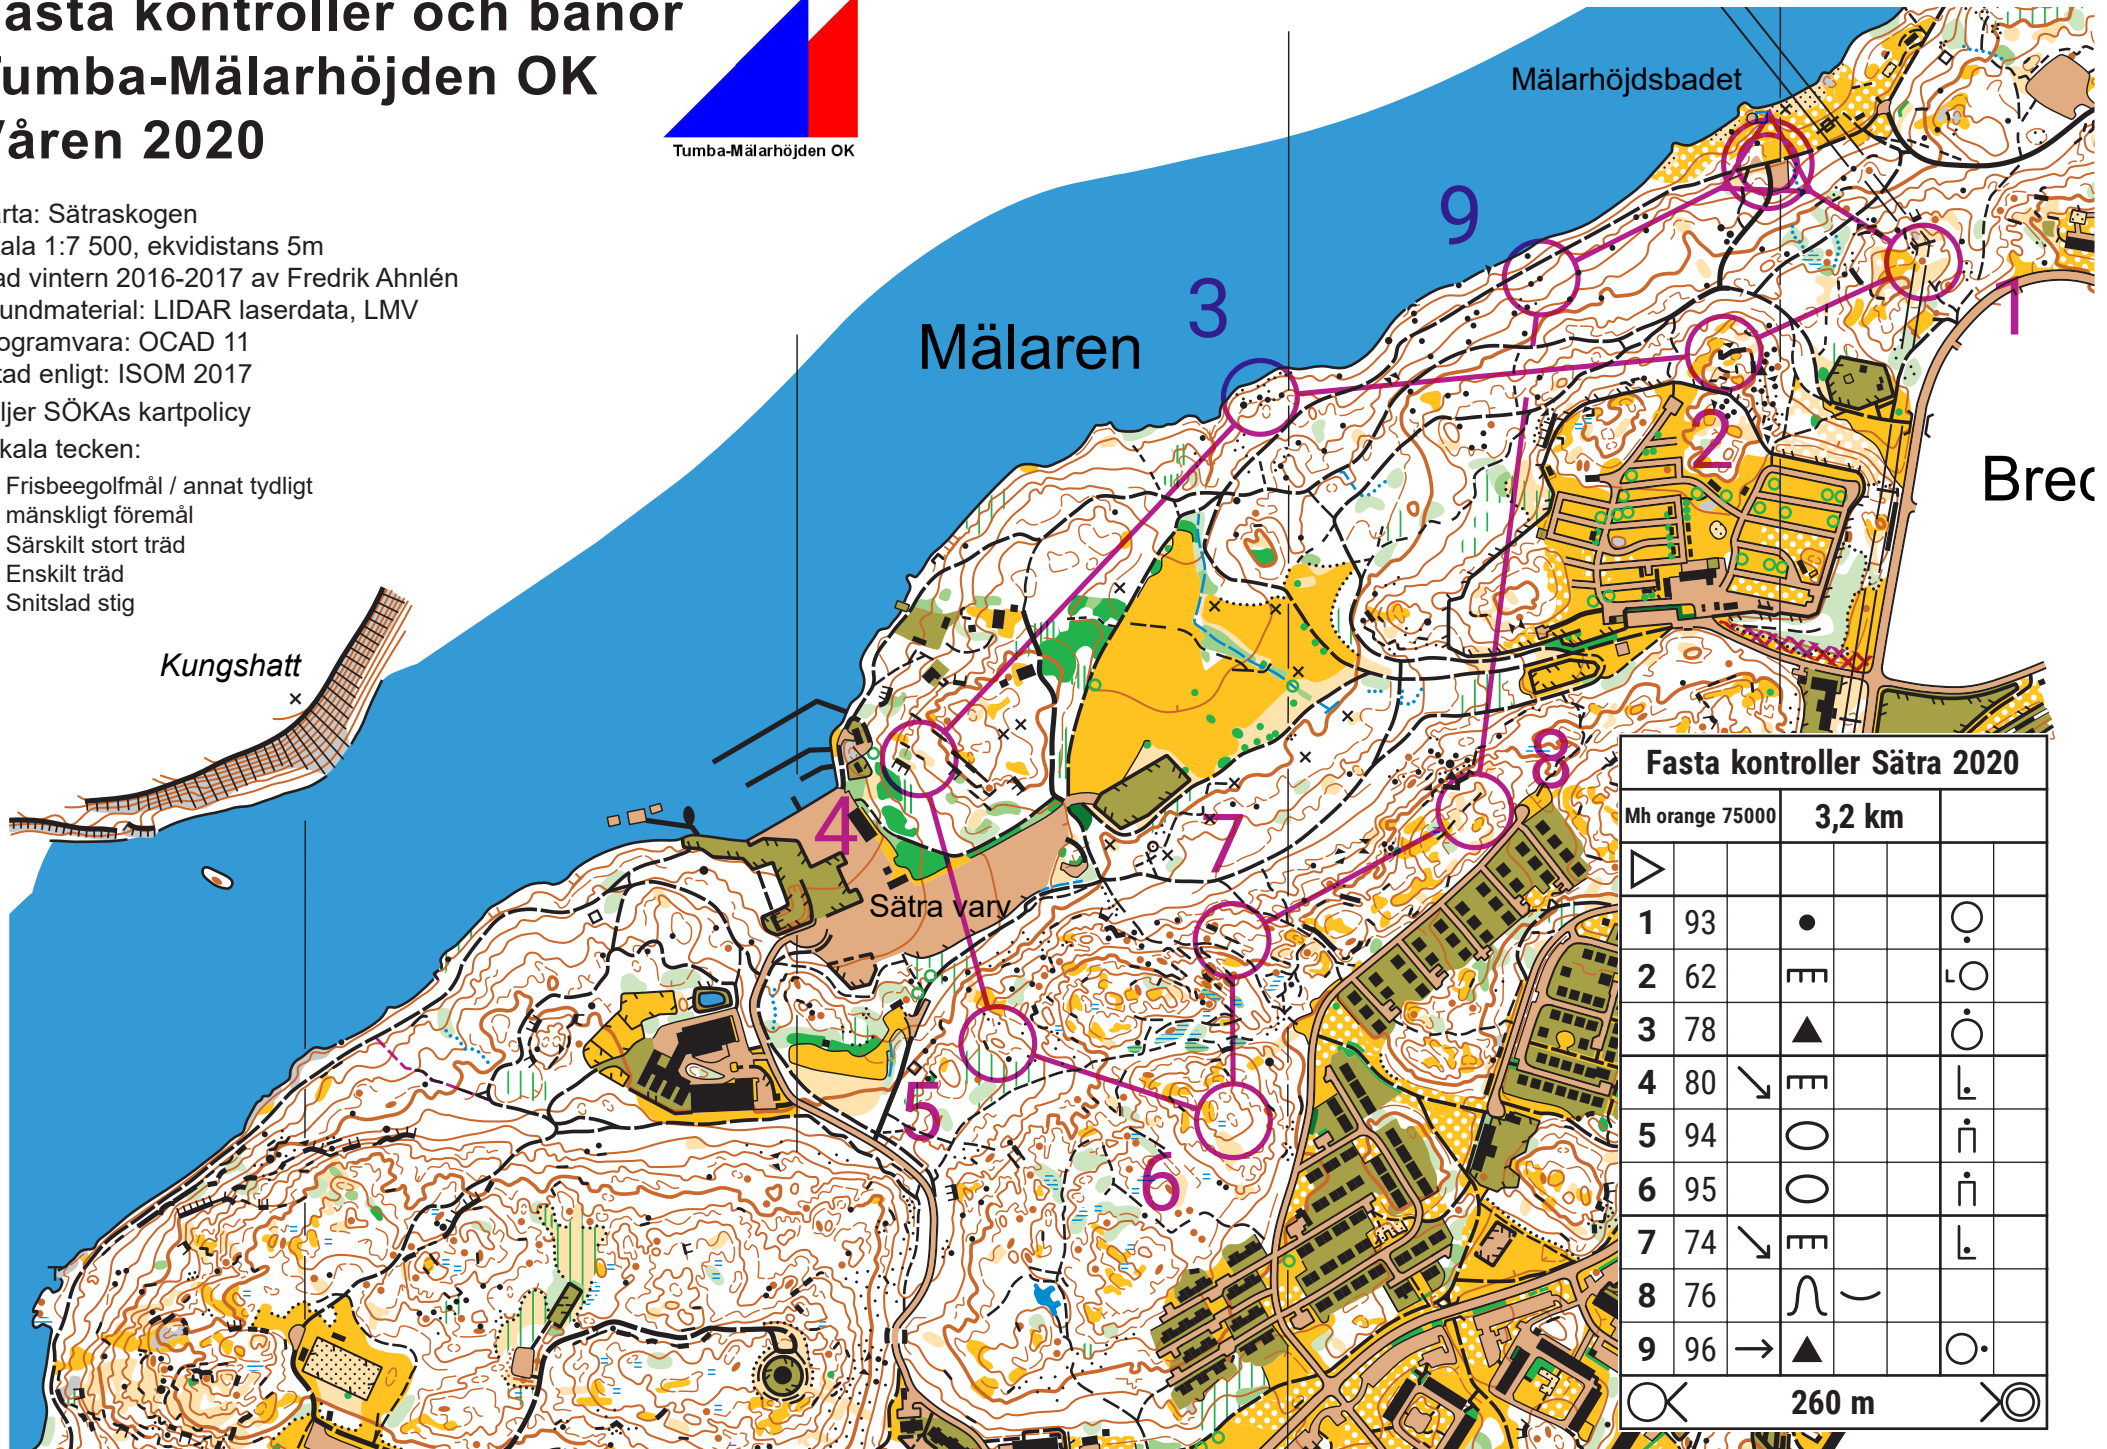 asta kontroller och banor
Tumba-Mälarhöjden OK
Våren 2020
Tumba-Mälarhöjden OK
arta: Sätraskogen
ala 1:7 500, ekvidistans 5m
ad vintern 2016-2017 av Fredrik Ahnlén
undmaterial: LIDAR laserdata, LMV
ogramvara: OCAD 11
tad enligt: ISOM 2017
ljer SÖKAs kartpolicy
kala tecken:
Frisbeegolfmål / annat tydligt
mänskligt föremål
Särskilt stort träd
Enskilt träd
Snitslad stig
Kungshatt
Mälaren
Mälarhöjdsbadet
Bred
Sätra varv
1
2
3
4
5
6
7
8
9
Fasta kontroller Sätra 2020
Mh orange 75000 3,2 km
1 93
2 62
3 78
4 80
5 94
6 95
7 74
8 76
9 96
260 m